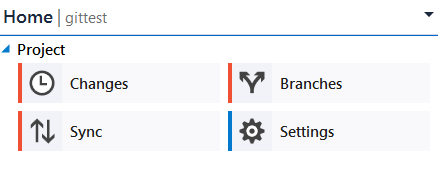 Home | gittest
Project
Changes
Branches
Sync
Settings